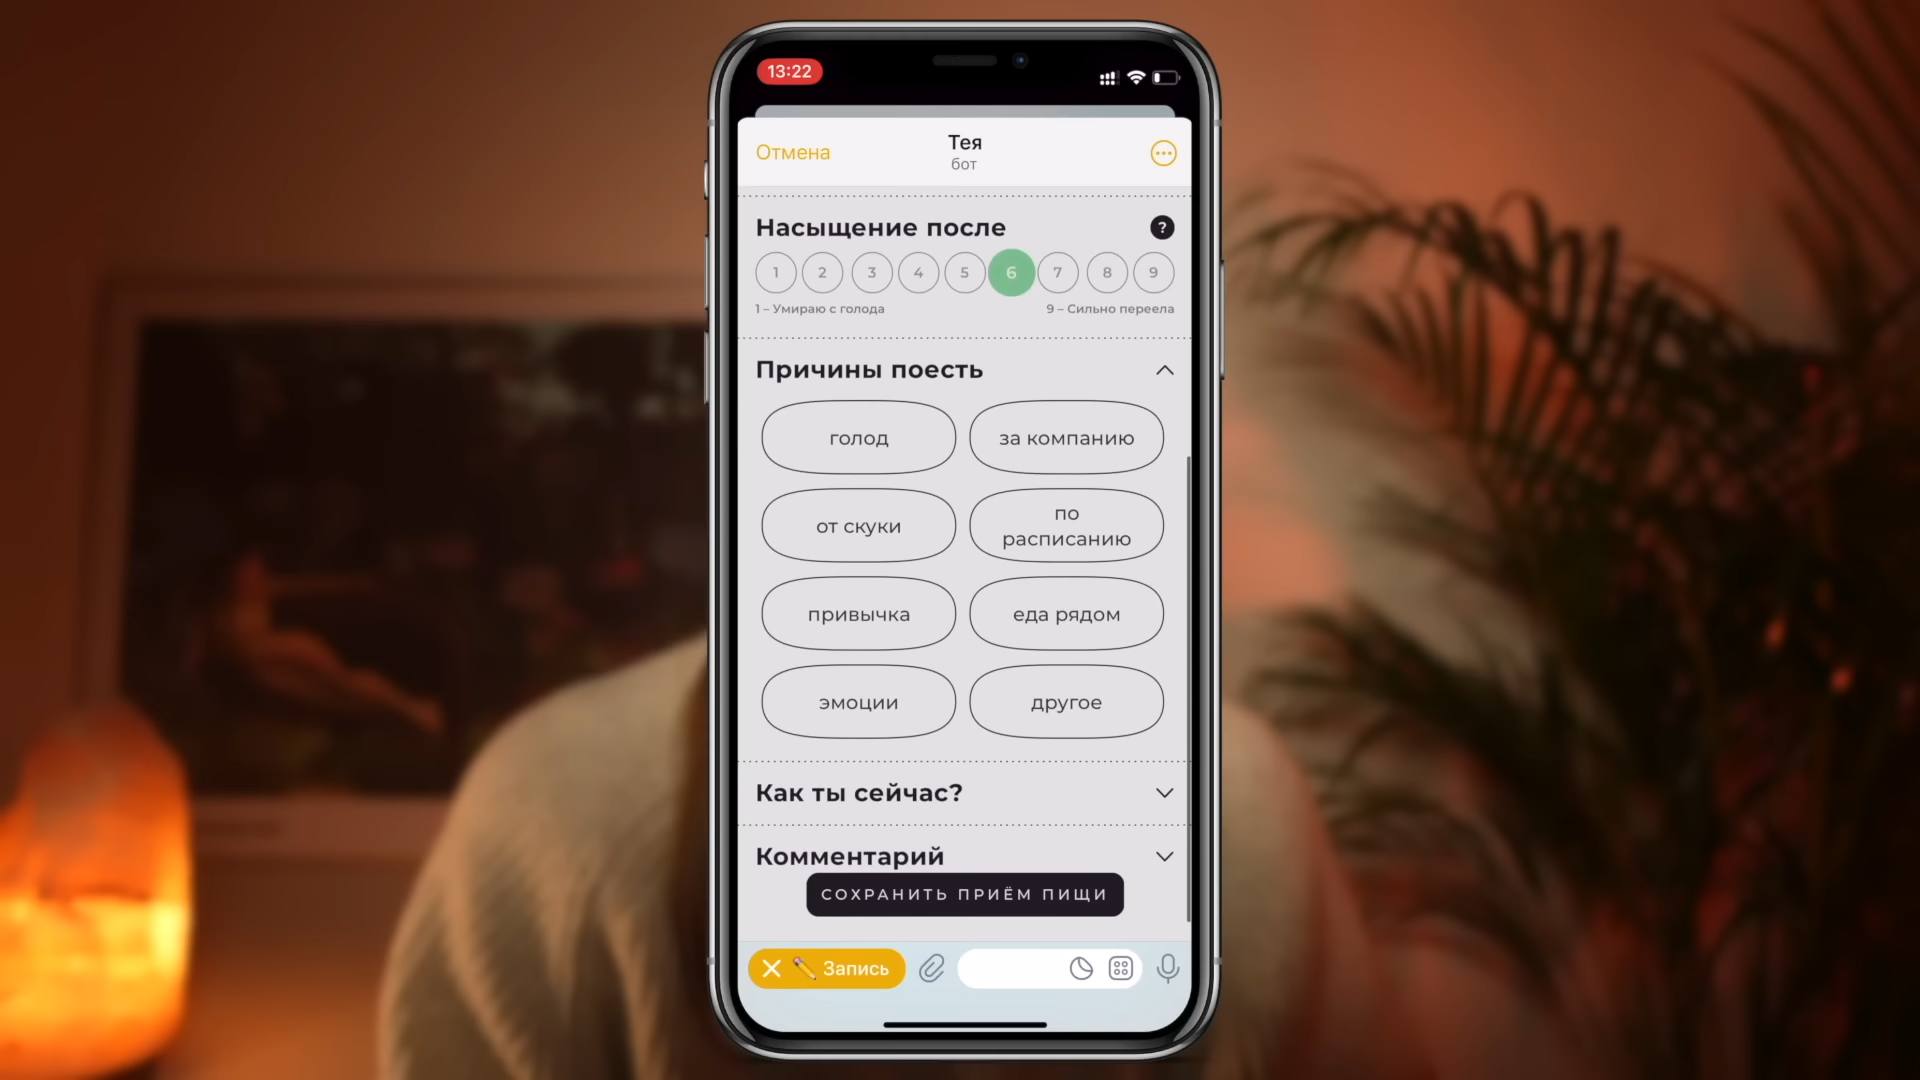 13:22
Отмена
Тея
бот
Насыщение после
?
1 2 3 4 5 6 7 8 9
1 – Умираю с голода
9 – Сильно переела
Причины поесть
голод
за компанию
от скуки
по
расписанию
привычка
еда рядом
эмоции
другое
Как ты сейчас?
Комментарий
СОХРАНИТЬ ПРИЁМ ПИЩИ
Запись